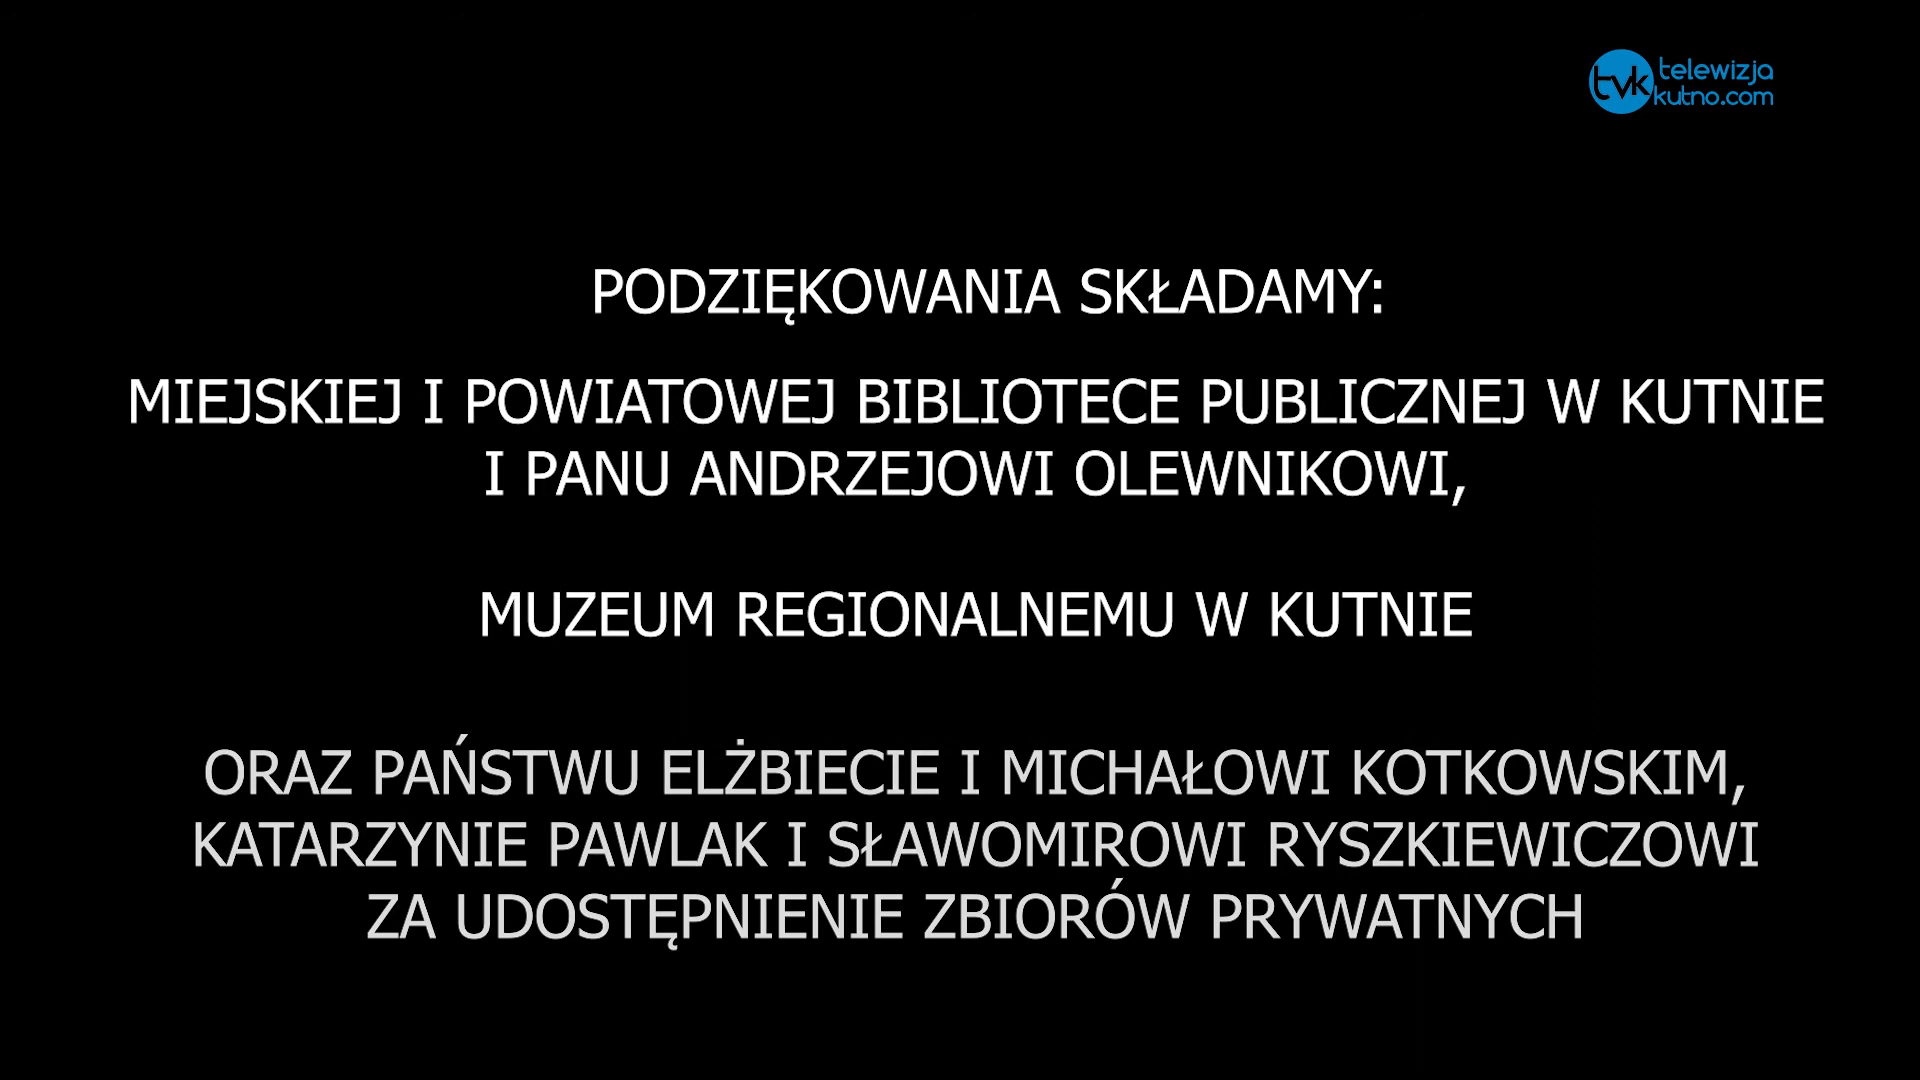 tvk telewizja
kutno.com
PODZIĘKOWANIA SKŁADAMY:
MIEJSKIEJ I POWIATOWEJ BIBLIOTECE PUBLICZNEJ W KUTNIE
I PANU ANDRZEJOWI OLEWNIKOWI,
MUZEUM REGIONALNEMU W KUTNIE
ORAZ PAŃSTWU ELŻBIECIE I MICHAŁOWI KOTKOWSKIM,
KATARZYNIE PAWLAK I SŁAWOMIROWI RYSZKIEWICZOWI
ZA UDOSTĘPNIENIE ZBIORÓW PRYWATNYCH